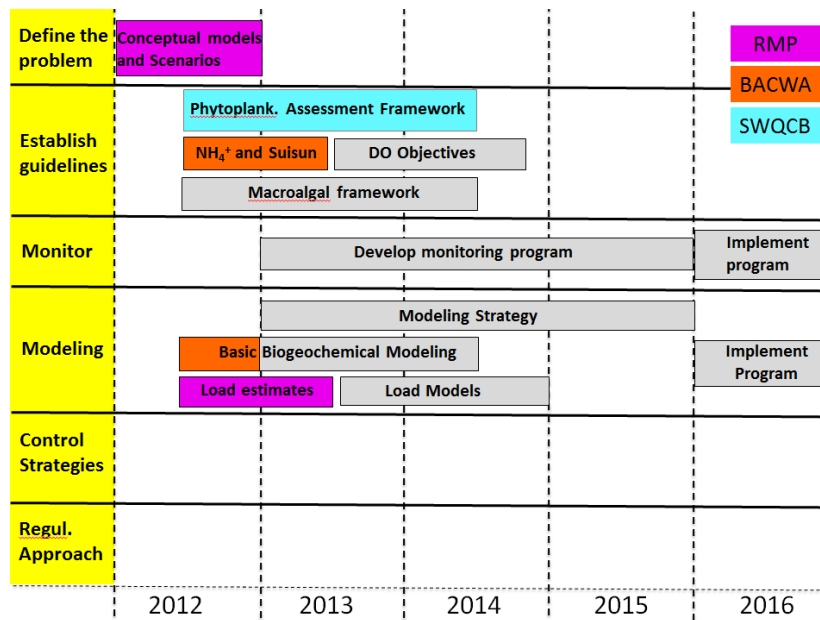 Define the
problem
Conceptual models
and Scenarios
RMP
BACWA
SWQCB
Establish
guidelines
Phytoplank. Assessment Framework
NH₄⁺ and Suisun
DO Objectives
Macroalgal framework
Monitor
Develop monitoring program
Implement
program
Modeling
Modeling Strategy
Basic Biogeochemical Modeling
Implement
Program
Load estimates
Load Models
Control
Strategies
Regul.
Approach
2012
2013
2014
2015
2016